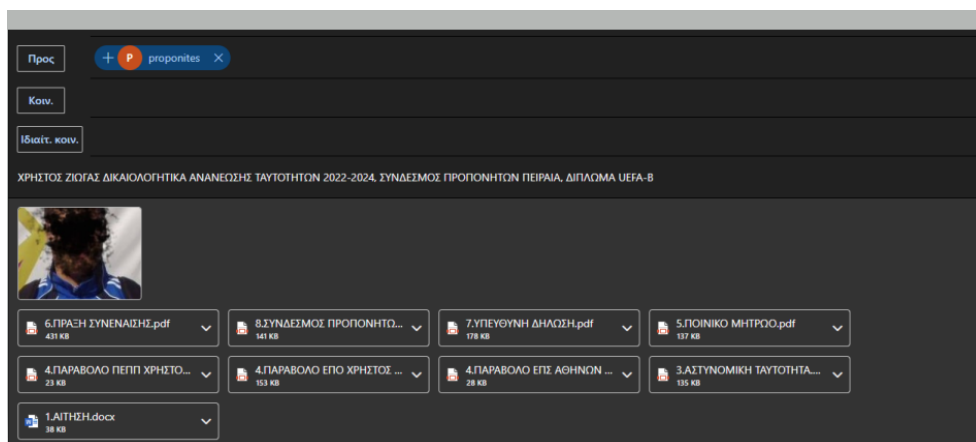 Προς
P proponites
Κοιν.
Ιδιαίτ. κοιν.
ΧΡΗΣΤΟΣ ΖΙΩΓΑΣ ΔΙΚΑΙΟΛΟΓΗΤΙΚΑ ΑΝΑΝΕΩΣΗΣ ΤΑΥΤΟΤΗΤΩΝ 2022-2024, ΣΥΝΔΕΣΜΟΣ ΠΡΟΠΟΝΗΤΩΝ ΠΕΙΡΑΙΑ, ΔΙΠΛΩΜΑ UEFA-B
6.ΠΡΑΞΗ ΣΥΝΕΝΑΙΣΗΣ.pdf
431 KB
8.ΣΥΝΔΕΣΜΟΣ ΠΡΟΠΟΝΗΤΩ...
141 KB
7.ΥΠΕΥΘΥΝΗ ΔΗΛΩΣΗ.pdf
178 KB
5.ΠΟΙΝΙΚΟ ΜΗΤΡΩΟ.pdf
137 KB
4.ΠΑΡΑΒΟΛΟ ΠΕΠΠ ΧΡΗΣΤΟ...
23 KB
4.ΠΑΡΑΒΟΛΟ ΕΠΟ ΧΡΗΣΤΟΣ ...
153 KB
4.ΠΑΡΑΒΟΛΟ ΕΠΣ ΑΘΗΝΩΝ ...
28 KB
3.ΑΣΤΥΝΟΜΙΚΗ ΤΑΥΤΟΤΗΤΑ....
135 KB
1.ΑΙΤΗΣΗ.docx
38 KB